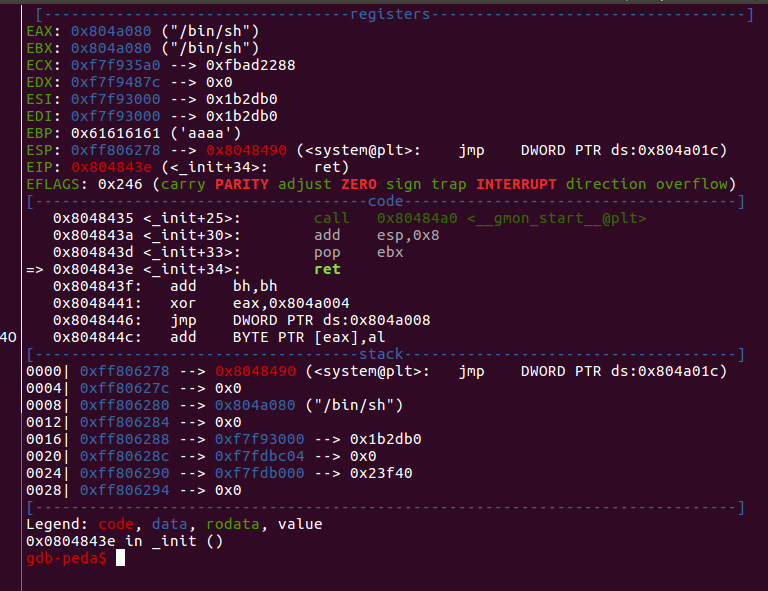 [----------------------------------registers-----------------------------------]
EAX: 0x804a080 ("/bin/sh")
EBX: 0x804a080 ("/bin/sh")
ECX: 0xf7f935a0 --> 0xfbad2288
EDX: 0xf7f9487c --> 0x0
ESI: 0xf7f93000 --> 0x1b2db0
EDI: 0xf7f93000 --> 0x1b2db0
EBP: 0x61616161 ('aaaa')
ESP: 0xff806278 --> 0x8048490 (<system@plt>:    jmp    DWORD PTR ds:0x804a01c)
EIP: 0x804843e (<_init+34>:     ret)
EFLAGS: 0x246 (carry PARITY adjust ZERO sign trap INTERRUPT direction overflow)
[-------------------------------------code-------------------------------------]
   0x8048435 <_init+25>:        call   0x80484a0 <__gmon_start__@plt>
   0x804843a <_init+30>:        add    esp,0x8
   0x804843d <_init+33>:        pop    ebx
=> 0x804843e <_init+34>:        ret
   0x804843f:   add    bh,bh
   0x8048441:   xor    eax,0x804a004
   0x8048446:   jmp    DWORD PTR ds:0x804a008
40 0x804844c:   add    BYTE PTR [eax],al
[------------------------------------stack-------------------------------------]
0000| 0xff806278 --> 0x8048490 (<system@plt>:   jmp    DWORD PTR ds:0x804a01c)
0004| 0xff80627c --> 0x0
0008| 0xff806280 --> 0x804a080 ("/bin/sh")
0012| 0xff806284 --> 0x0
0016| 0xff806288 --> 0xf7f93000 --> 0x1b2db0
0020| 0xff80628c --> 0xf7fdbc04 --> 0x0
0024| 0xff806290 --> 0xf7fdb000 --> 0x23f40
0028| 0xff806294 --> 0x0
[------------------------------------------------------------------------------]
Legend: code, data, rodata, value
0x0804843e in _init ()
gdb-peda$